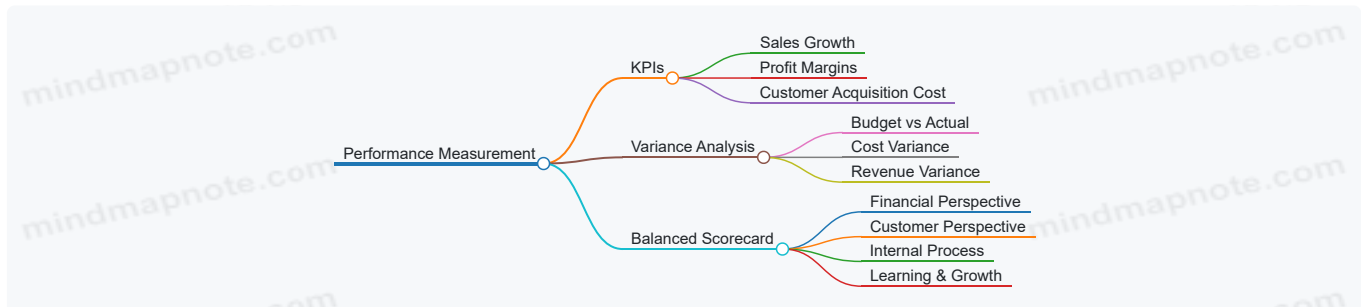 mindmapnote.com
mindmapnote.com
Sales Growth
KPIs
Profit Margins
Customer Acquisition Cost
Budget vs Actual
Performance Measurement
Variance Analysis
Cost Variance
Revenue Variance
mindmapnote.com
mindmapnote.com
Financial Perspective
Customer Perspective
Balanced Scorecard
Internal Process
Learning & Growth
mindmapnote.com
mindmapnote.com